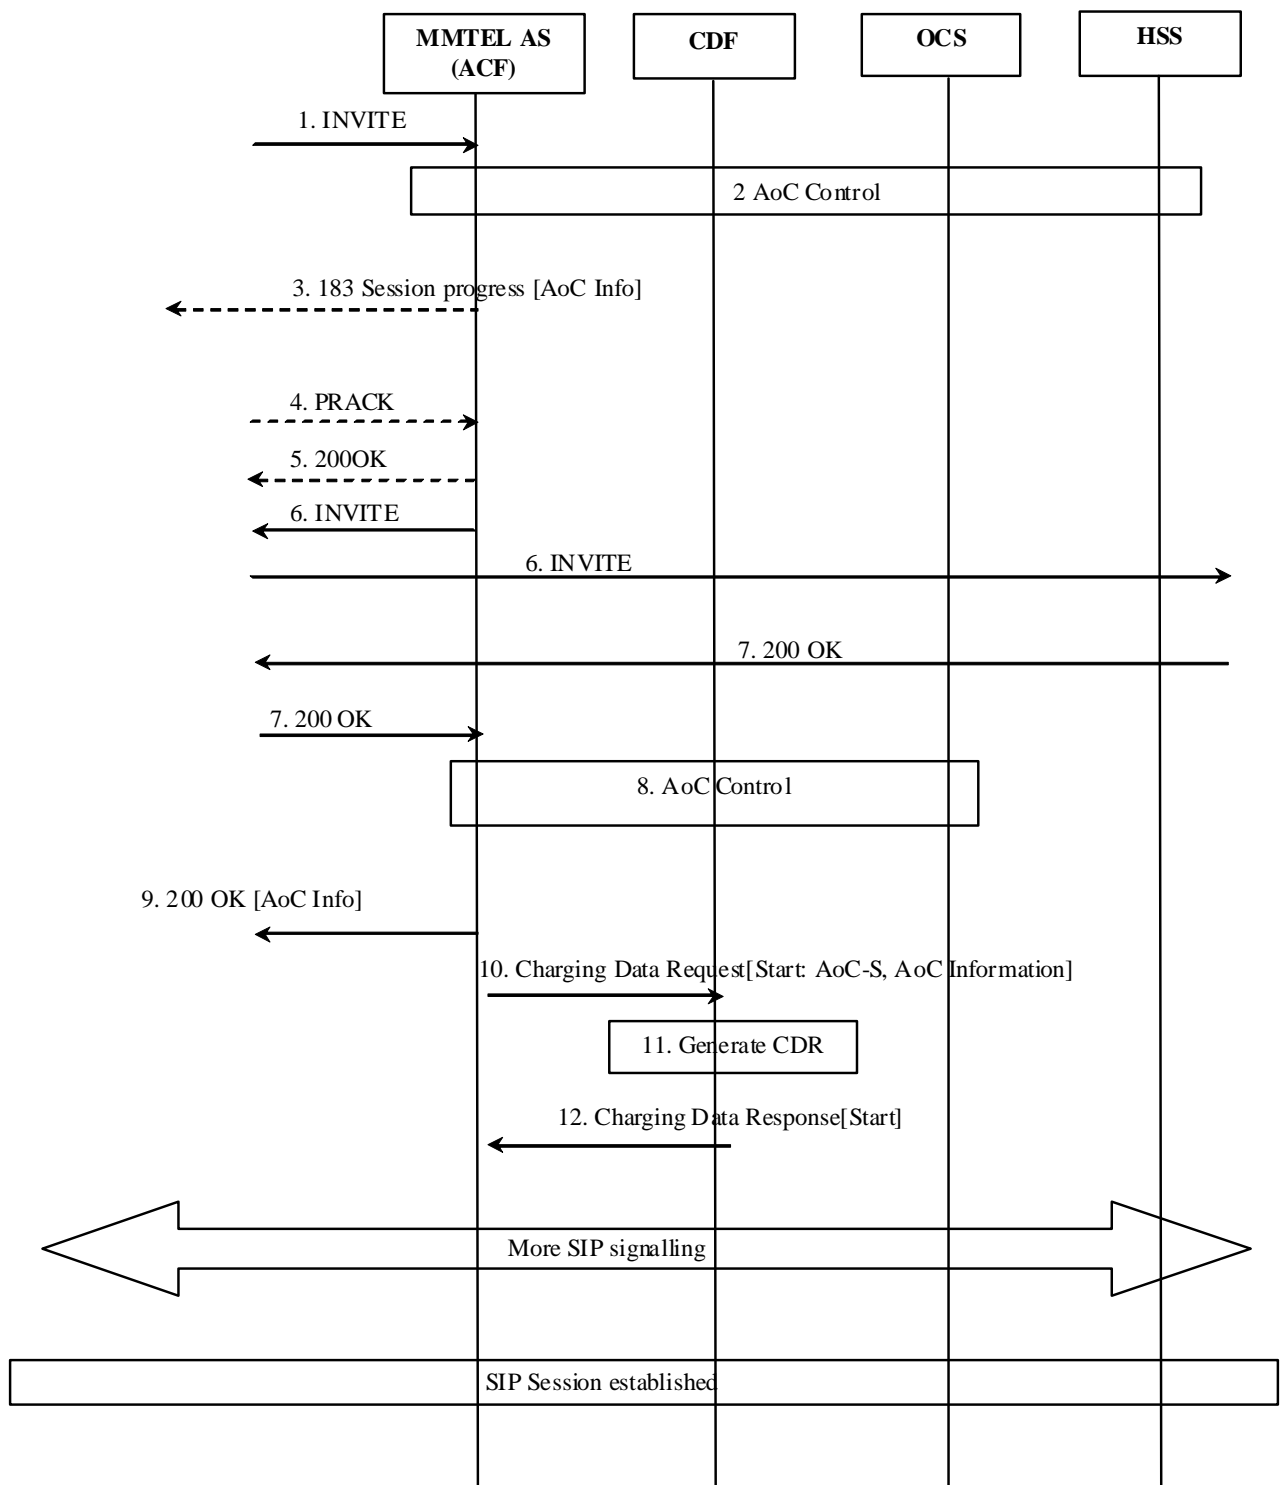 MMTEL AS
(ACF)
CDF
OCS
HSS
1. INVITE
2 AoC Control
3. 183 Session progress [AoC Info]
4. PRACK
5. 200OK
6. INVITE
6. INVITE
7. 200 OK
7. 200 OK
8. AoC Control
9. 200 OK [AoC Info]
10. Charging Data Request[Start: AoC-S, AoC Information]
11. Generate CDR
12. Charging Data Response[Start]
More SIP signalling
SIP Session established